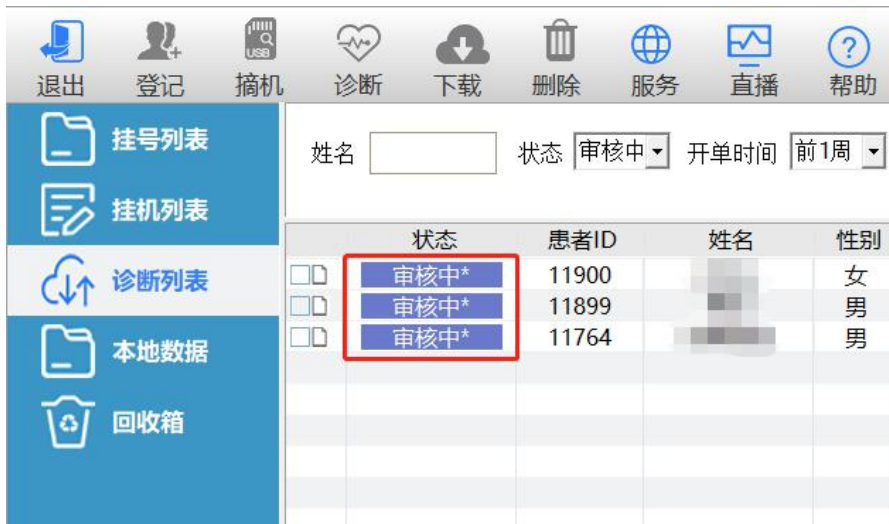 USB
退出 登记 摘机 诊断 下载 删除 服务 直播 帮助
挂号列表
姓名 状态 审核中 开单时间 前1周
挂机列表
状态 患者ID 姓名 性别
诊断列表
审核中* 11900 女
审核中* 11899 男
审核中* 11764 男
本地数据
回收箱